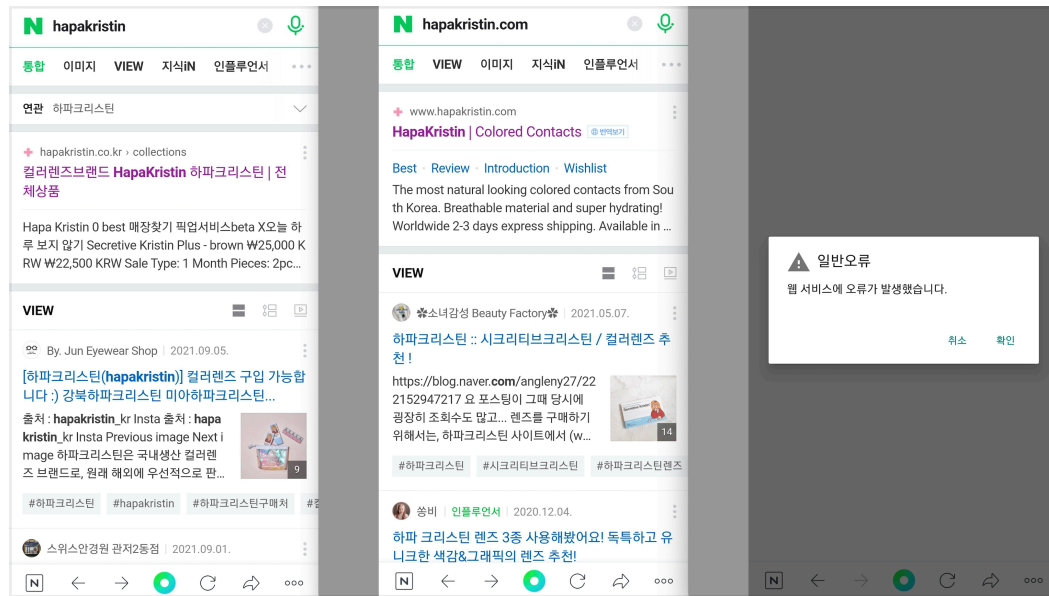 N hapakristin
통합 이미지 VIEW 지식iN 인플루언서
연관 하파크리스틴
hapakristin.co.kr › collections
컬러렌즈브랜드 HapaKristin 하파크리스틴 | 전
체상품
Hapa Kristin 0 best 매장찾기 픽업서비스beta X오늘 하
루 보지 않기 Secretive Kristin Plus - brown ₩25,000 K
RW ₩22,500 KRW Sale Type: 1 Month Pieces: 2pc...
VIEW
By. Jun Eyewear Shop | 2021.09.05.
[하파크리스틴(hapakristin)] 컬러렌즈 구입 가능합
니다 :) 강북하파크리스틴 미아하파크리스틴...
출처 : hapakristin_kr Insta 출처 : hapa
kristin_kr Insta Previous image Next i
mage 하파크리스틴은 국내생산 컬러렌
즈 브랜드로, 원래 해외에 우선적으로 판...
9
#하파크리스틴 #hapakristin #하파크리스틴구매처
스위스안경원 관저2동점 | 2021.09.01.
N
N hapakristin.com
통합 VIEW 이미지 지식iN 인플루언서
www.hapakristin.com
HapaKristin | Colored Contacts 번역보기
Best · Review · Introduction · Wishlist
The most natural looking colored contacts from Sou
th Korea. Breathable material and super hydrating!
Worldwide 2-3 days express shipping. Available in ...
VIEW
✽소녀감성 Beauty Factory✽ | 2021.05.07.
하파크리스틴 :: 시크리티브크리스틴 / 컬러렌즈 추
천 !
https://blog.naver.com/angleny27/22
2152947217 요 포스팅이 그때 당시에
굉장히 조회수도 많고... 렌즈를 구매하기
위해서는, 하파크리스틴 사이트에서 (w...
14
#하파크리스틴 #시크리티브크리스틴 #하파크리스틴렌즈
쏭비 | 인플루언서 | 2020.12.04.
하파 크리스틴 렌즈 3종 사용해봤어요! 독특하고 유
니크한 색감&그래픽의 렌즈 추천!
N
일반오류
웹 서비스에 오류가 발생했습니다.
취소 확인
N